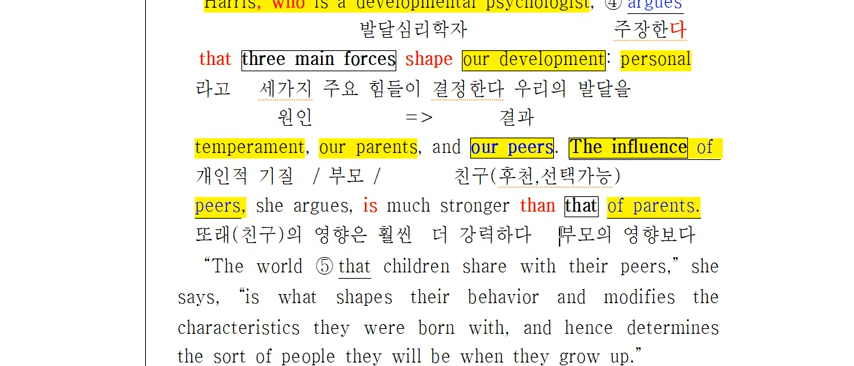 Harris, who is a developmental psychologist, ④ argues
발달심리학자 주장한다
that three main forces shape our development: personal
라고 세가지 주요 힘들이 결정한다 우리의 발달을
원인 => 결과
temperament, our parents, and our peers. The influence of
개인적 기질 / 부모 / 친구(후천,선택가능)
peers, she argues, is much stronger than that of parents.
또래(친구)의 영향은 훨씬 더 강력하다 부모의 영향보다
“The world ⑤ that children share with their peers,” she
says, “is what shapes their behavior and modifies the
characteristics they were born with, and hence determines
the sort of people they will be when they grow up.”